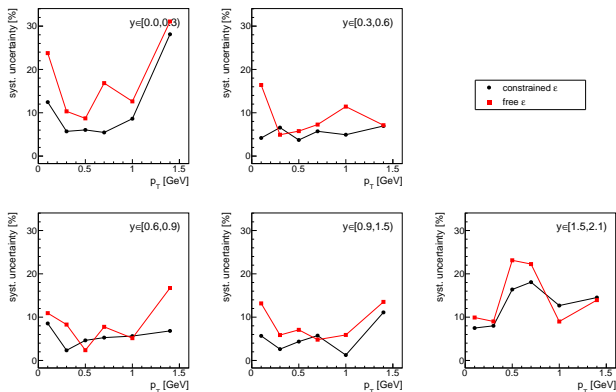 y∈[0.0,0.3)
syst. uncertainty [%]
30
20
10
0
0 0.5 1 1.5
p_T [GeV]
y∈[0.3,0.6)
syst. uncertainty [%]
30
20
10
0
0 0.5 1 1.5
p_T [GeV]
constrained ε
free ε
y∈[0.6,0.9)
syst. uncertainty [%]
30
20
10
0
0 0.5 1 1.5
p_T [GeV]
y∈[0.9,1.5)
syst. uncertainty [%]
30
20
10
0
0 0.5 1 1.5
p_T [GeV]
y∈[1.5,2.1)
syst. uncertainty [%]
30
20
10
0
0 0.5 1 1.5
p_T [GeV]